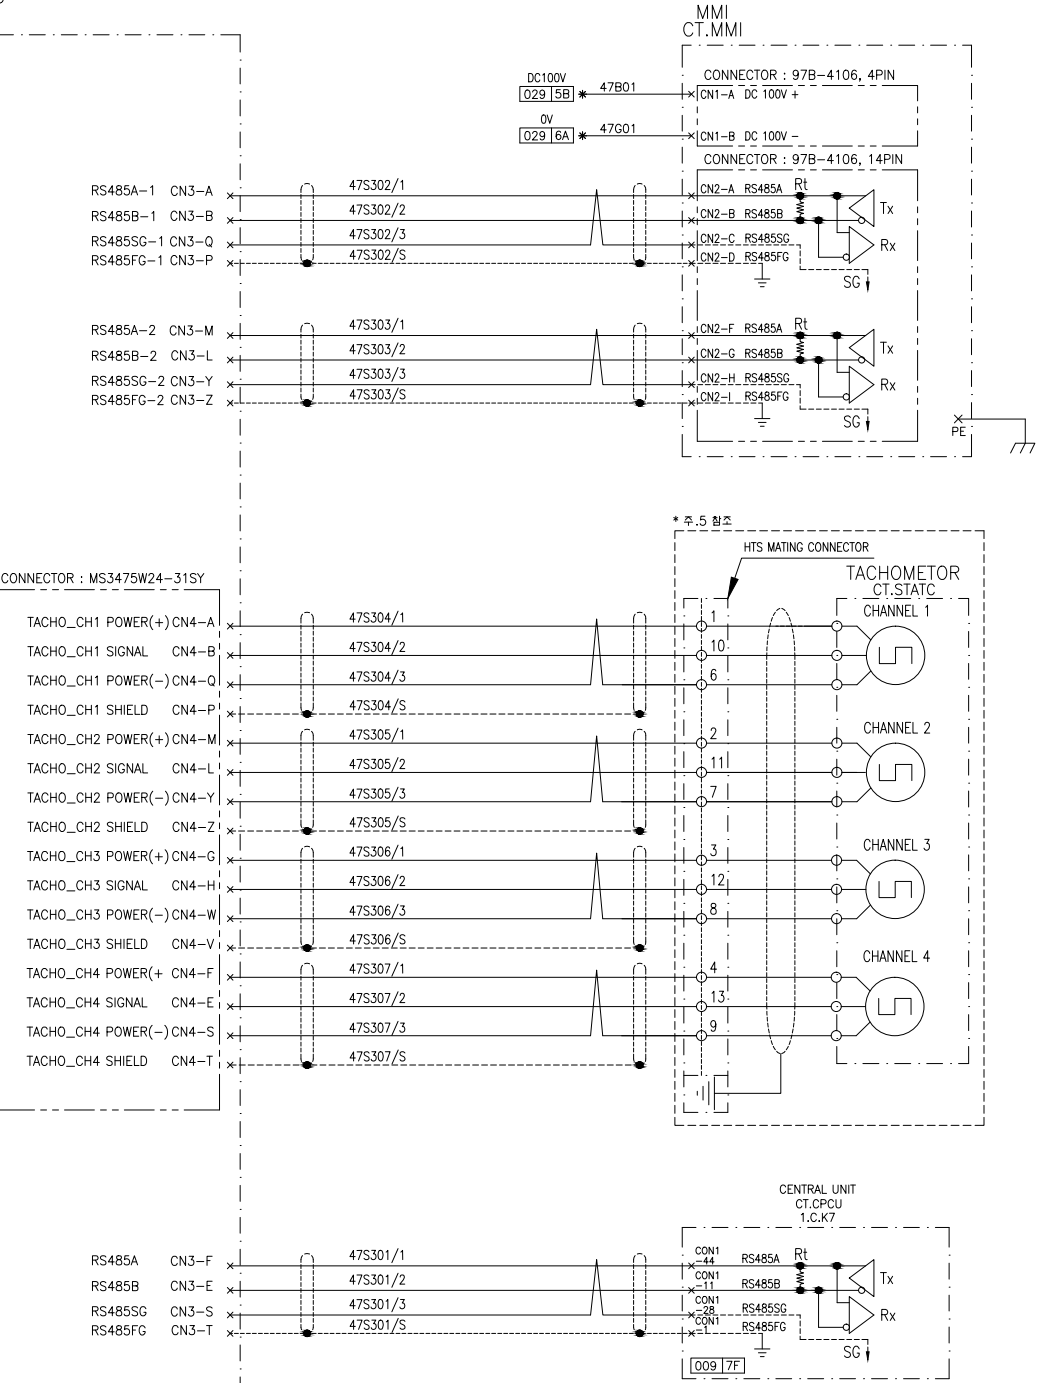 MMI
CT.MMI
CONNECTOR : 97B-4106, 4PIN
DC100V
029 5B * 47B01 CN1-A DC 100V +
0V
029 6A * 47G01 CN1-B DC 100V -
CONNECTOR : 97B-4106, 14PIN
RS485A-1 CN3-A 47S302/1 CN2-A RS485A Rt
Tx
RS485B-1 CN3-B 47S302/2 CN2-B RS485B
RS485SG-1 CN3-Q 47S302/3 CN2-C RS485SG Rx
RS485FG-1 CN3-P 47S302/S CN2-D RS485FG
SG
RS485A-2 CN3-M 47S303/1 CN2-F RS485A Rt
Tx
RS485B-2 CN3-L 47S303/2 CN2-G RS485B
RS485SG-2 CN3-Y 47S303/3 CN2-H RS485SG Rx
RS485FG-2 CN3-Z 47S303/S CN2-I RS485FG
SG
PE
* 주.5 참조
HTS MATING CONNECTOR
CONNECTOR : MS3475W24-31SY
TACHOMETOR
CT.STATC
CHANNEL 1
TACHO_CH1 POWER(+) CN4-A 47S304/1 1
TACHO_CH1 SIGNAL CN4-B 47S304/2 10
TACHO_CH1 POWER(-) CN4-Q 47S304/3 6
TACHO_CH1 SHIELD CN4-P 47S304/S
CHANNEL 2
TACHO_CH2 POWER(+) CN4-M 47S305/1 2
TACHO_CH2 SIGNAL CN4-L 47S305/2 11
TACHO_CH2 POWER(-) CN4-Y 47S305/3 7
TACHO_CH2 SHIELD CN4-Z 47S305/S
CHANNEL 3
TACHO_CH3 POWER(+) CN4-G 47S306/1 3
TACHO_CH3 SIGNAL CN4-H 47S306/2 12
TACHO_CH3 POWER(-) CN4-W 47S306/3 8
TACHO_CH3 SHIELD CN4-V 47S306/S
CHANNEL 4
TACHO_CH4 POWER(+ CN4-F 47S307/1 4
TACHO_CH4 SIGNAL CN4-E 47S307/2 13
TACHO_CH4 POWER(-) CN4-S 47S307/3 9
TACHO_CH4 SHIELD CN4-T 47S307/S
CENTRAL UNIT
CT.CPCU
1.C.K7
RS485A CN3-F 47S301/1 CON1 -44 RS485A Rt
Tx
RS485B CN3-E 47S301/2 CON1 -11 RS485B
RS485SG CN3-S 47S301/3 CON1 -28 RS485SG Rx
RS485FG CN3-T 47S301/S CON1 -1 RS485FG
SG
009 7F